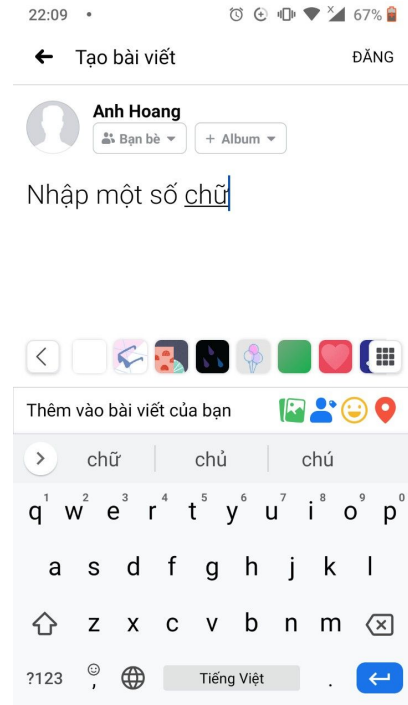 22:09
67%
Tạo bài viết
ĐĂNG
Anh Hoang
Bạn bè
+ Album
Nhập một số chữ
Thêm vào bài viết của bạn
chữ chủ chú
1 2 3 4 5 6 7 8 9 0
q w e r t y u i o p
a s d f g h j k l
z x c v b n m
?123 , Tiếng Việt .